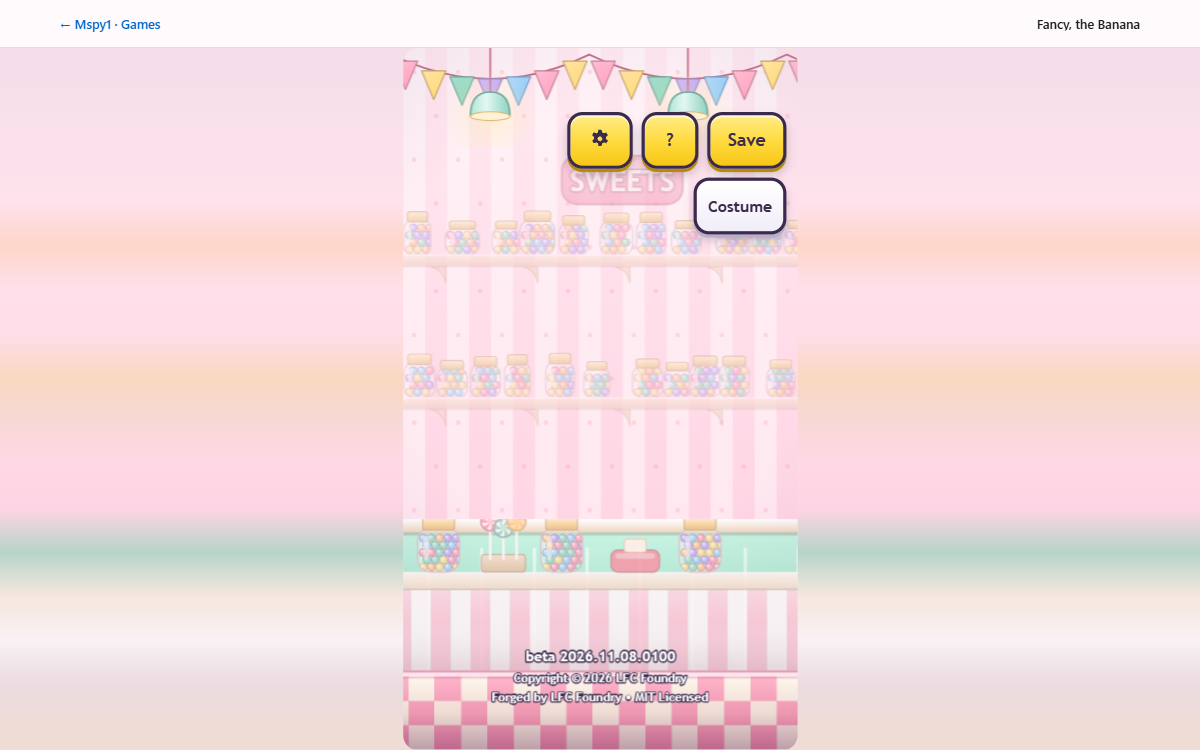 ← Mspy1 · Games
Fancy, the Banana
?
Save
SWEETS
Costume
beta 2026.11.08.0100
Copyright © 2026 LFC Foundry
Forged by LFC Foundry • MIT Licensed